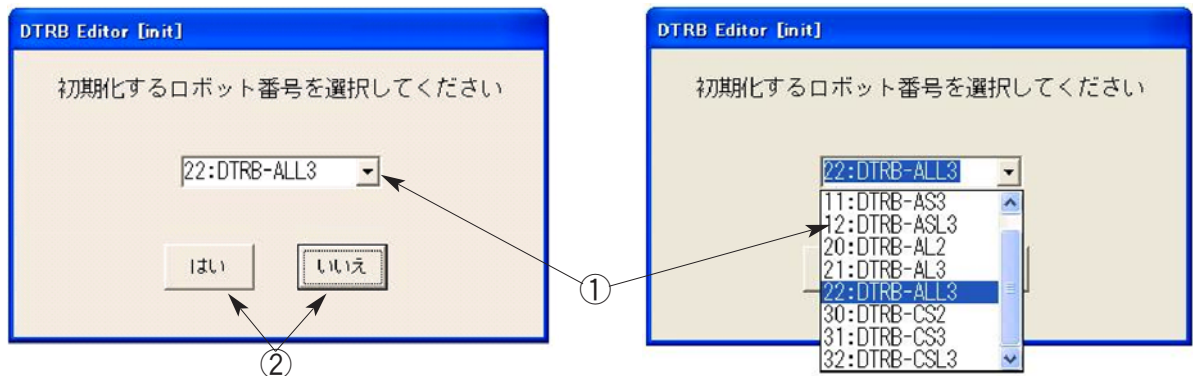 DTRB Editor [init]
初期化するロボット番号を選択してください
22:DTRB-ALL3
はい
いいえ
②
①
DTRB Editor [init]
初期化するロボット番号を選択してください
22:DTRB-ALL3
11:DTRB-AS3
12:DTRB-ASL3
20:DTRB-AL2
21:DTRB-AL3
22:DTRB-ALL3
30:DTRB-CS2
31:DTRB-CS3
32:DTRB-CSL3